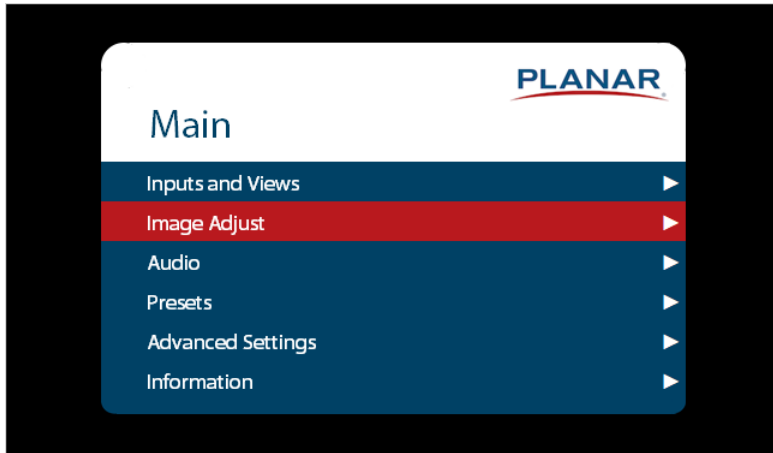 PLANAR
Main
Inputs and Views
Image Adjust
Audio
Presets
Advanced Settings
Information